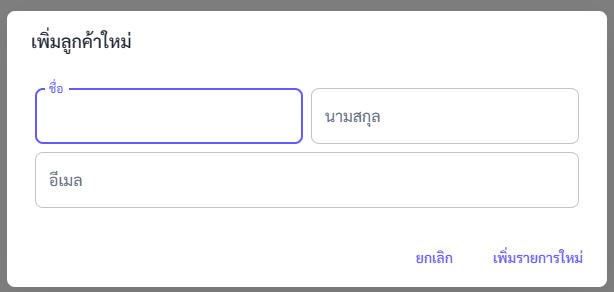 เพิ่มลูกค้าใหม่
ชื่อ
นามสกุล
อีเมล
ยกเลิก เพิ่มรายการใหม่